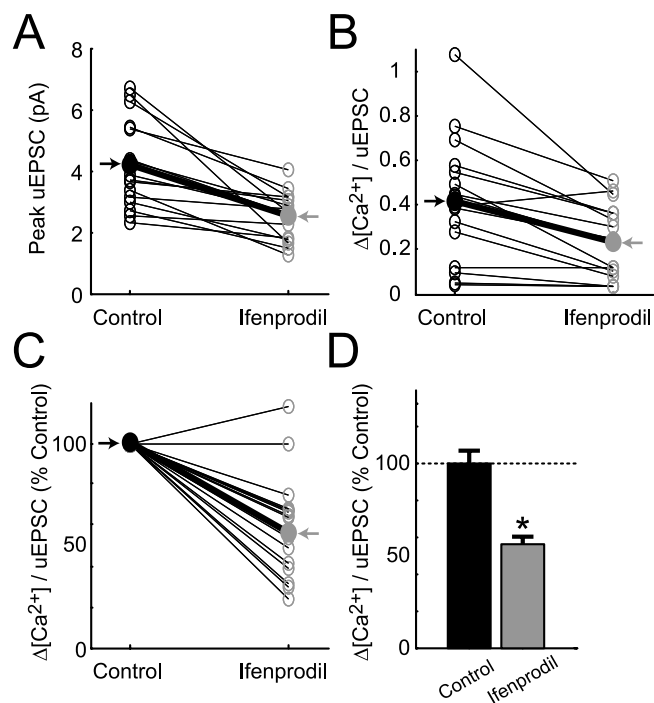 A
Peak uEPSC (pA)
8
6
4
2
0
Control
Ifenprodil
B
Δ[Ca²⁺] / uEPSC
1
0.8
0.6
0.4
0.2
0
Control
Ifenprodil
C
Δ[Ca²⁺] / uEPSC (% Control)
100
50
0
Control
Ifenprodil
D
Δ[Ca²⁺] / uEPSC (% Control)
100
50
0
*
Control
Ifenprodil